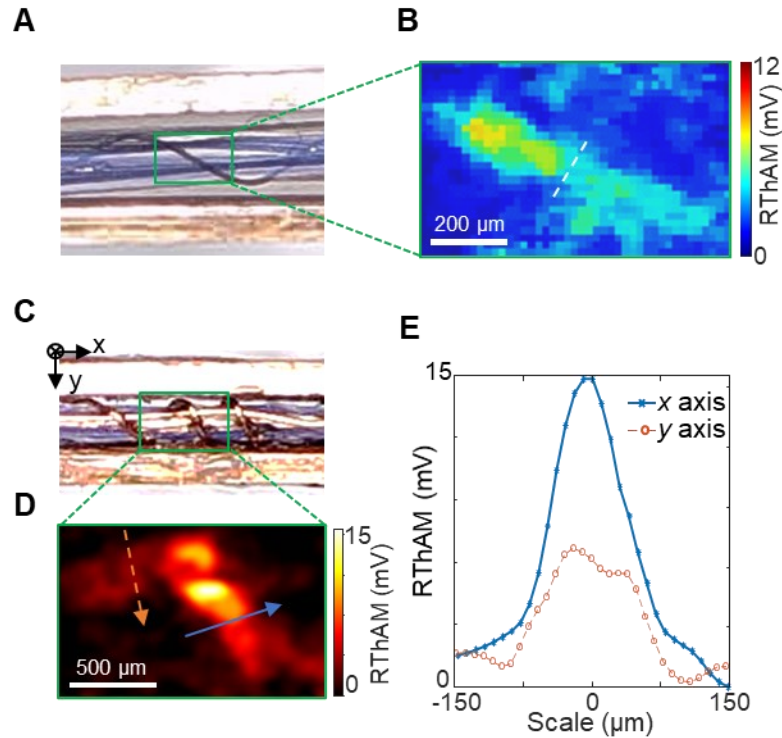 A
B
12
RThAM (mV)
0
200 µm
C
x
y
D
15
RThAM (mV)
0
500 µm
E
15
x axis
y axis
RThAM (mV)
0
-150
0
150
Scale (µm)